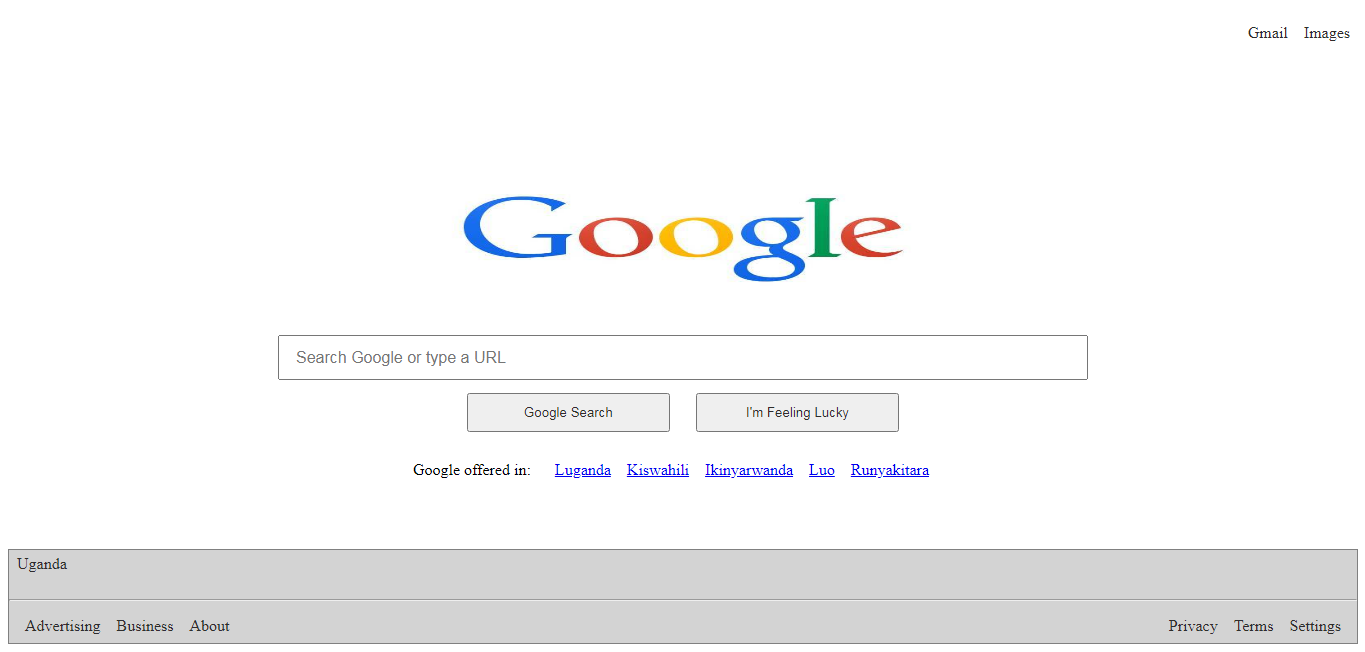 Gmail Images
Google
Search Google or type a URL
Google Search I'm Feeling Lucky
Google offered in: Luganda Kiswahili Ikinyarwanda Luo Runyakitara
Uganda
Advertising Business About Privacy Terms Settings